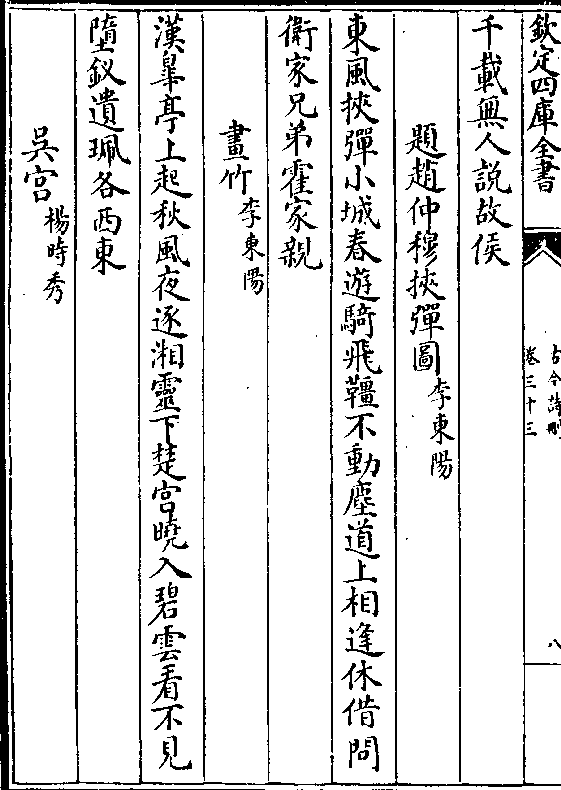 欽定四庫全書
古今詩刪
卷三十三
八
千載無人説故侯
題趙仲穆挾彈圖 李東陽
東風挾彈小城春遊騎飛韁不動塵道上相逢休借問
衛家兄弟霍家親
畫竹 李東陽
漢臯亭上起秋風夜逐湘靈下楚宮曉入碧雲看不見
墮釵遺珮各西東
吳宮 楊時秀